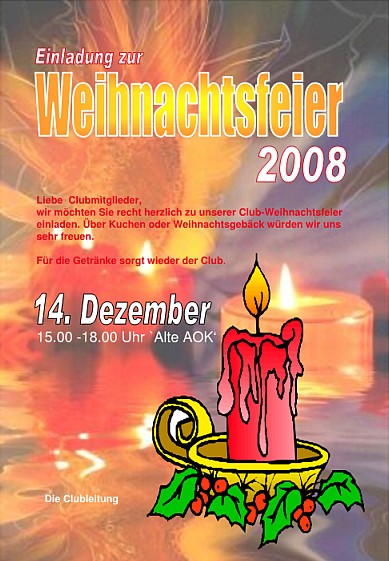 Einladung zur
Weihnachtsfeier
2008
Liebe Clubmitglieder,
wir möchten Sie recht herzlich zu unserer Club-Weihnachtsfeier
einladen. Über Kuchen oder Weihnachtsgebäck würden wir uns
sehr freuen.
Für die Getränke sorgt wieder der Club.
14. Dezember
15.00 -18.00 Uhr `Alte AOK‘
Die Clubleitung